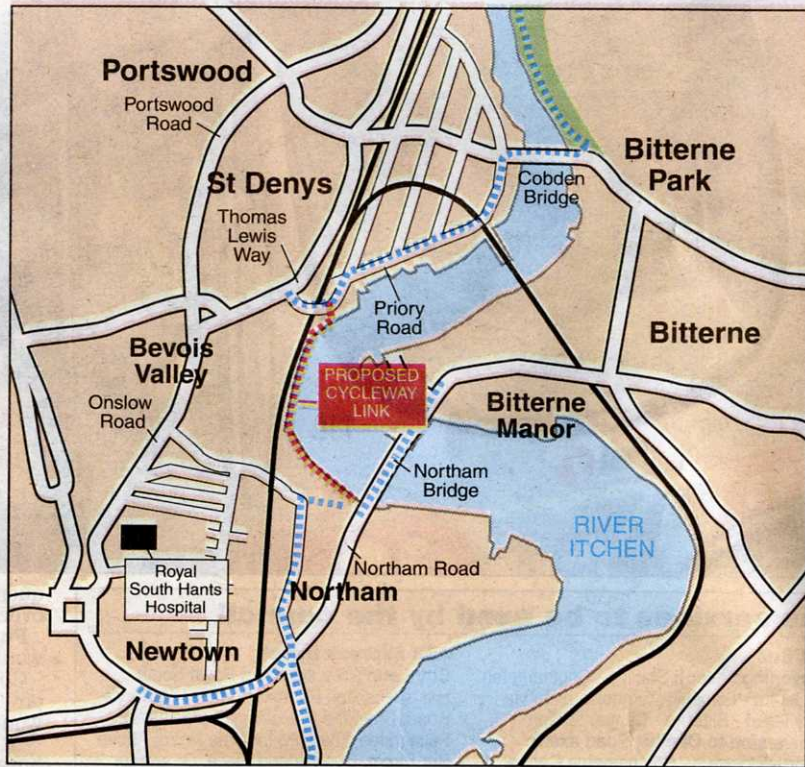 Portswood
Portswood
Road
St Denys
Thomas
Lewis
Way
Cobden
Bridge
Bitterne
Park
Priory
Road
Bitterne
Bevois
Valley
Onslow
Road
PROPOSED
CYCLEWAY
LINK
Bitterne
Manor
Northam
Bridge
RIVER
ITCHEN
Royal
South Hants
Hospital
Northam Road
Northam
Newtown